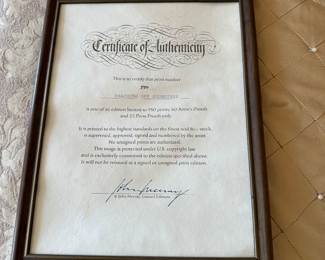 Certificate of Authenticity
This is to certify that print number
is one of an edition limited to 950 prints, 60 Artist's Proofs
and 25 Press Proofs only.
It is printed to the highest standards on the finest stock,
is supervised, approved, signed and numbered by the artist.
No unsigned prints are authorized.
This image is protected under U.S. copyright law
and is exclusively committed to the edition specified above.
It will not be reissued as a signed or unsigned print edition.